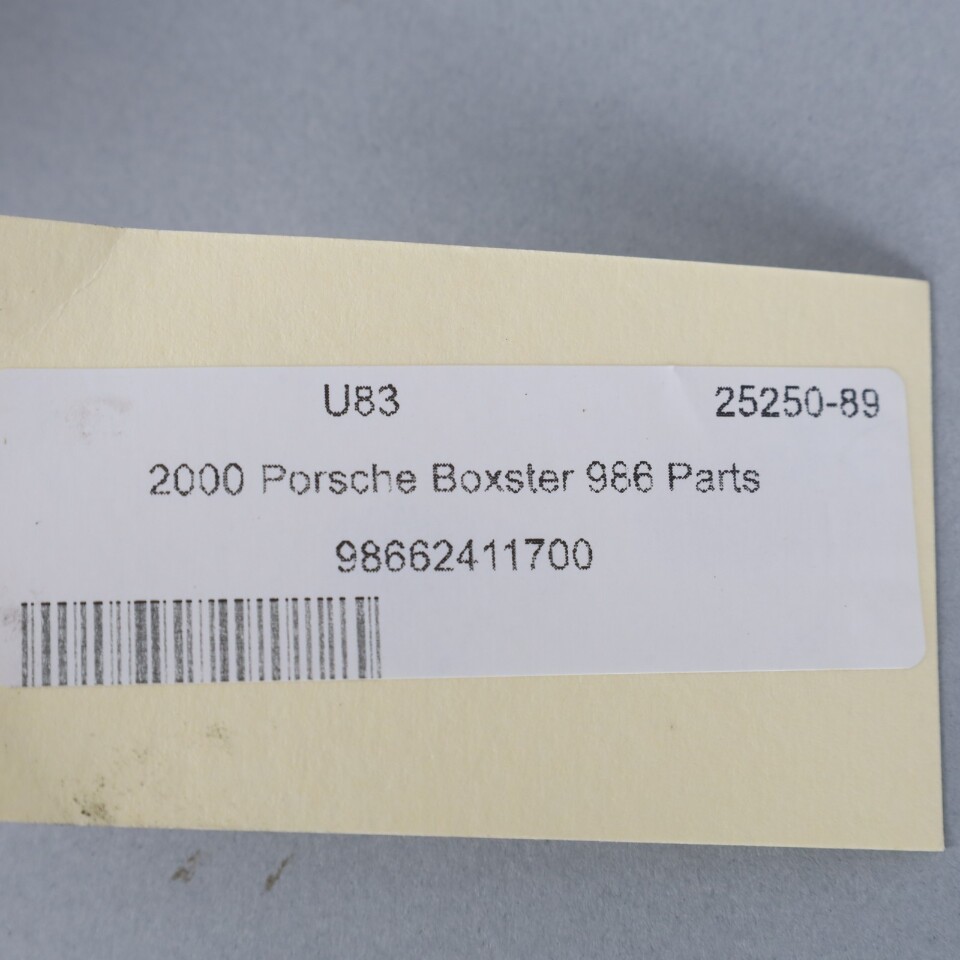 U83 25250-89
2000 Porsche Boxster 986 Parts
98662411700